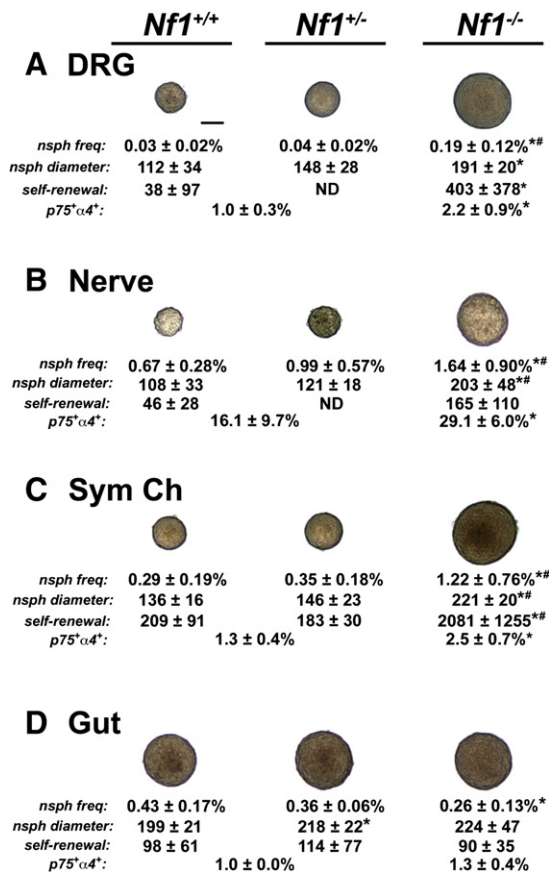 Nf1+/+ Nf1+/- Nf1-/-
A DRG
nsph freq: 0.03 ± 0.02% 0.04 ± 0.02% 0.19 ± 0.12%*#
nsph diameter: 112 ± 34 148 ± 28 191 ± 20*
self-renewal: 38 ± 97 ND 403 ± 378*
p75+α4+: 1.0 ± 0.3% 2.2 ± 0.9%*
B Nerve
nsph freq: 0.67 ± 0.28% 0.99 ± 0.57% 1.64 ± 0.90%*#
nsph diameter: 108 ± 33 121 ± 18 203 ± 48*#
self-renewal: 46 ± 28 ND 165 ± 110
p75+α4+: 16.1 ± 9.7% 29.1 ± 6.0%*
C Sym Ch
nsph freq: 0.29 ± 0.19% 0.35 ± 0.18% 1.22 ± 0.76%*#
nsph diameter: 136 ± 16 146 ± 23 221 ± 20*#
self-renewal: 209 ± 91 183 ± 30 2081 ± 1255*#
p75+α4+: 1.3 ± 0.4% 2.5 ± 0.7%*
D Gut
nsph freq: 0.43 ± 0.17% 0.36 ± 0.06% 0.26 ± 0.13%*
nsph diameter: 199 ± 21 218 ± 22* 224 ± 47
self-renewal: 98 ± 61 114 ± 77 90 ± 35
p75+α4+: 1.0 ± 0.0% 1.3 ± 0.4%